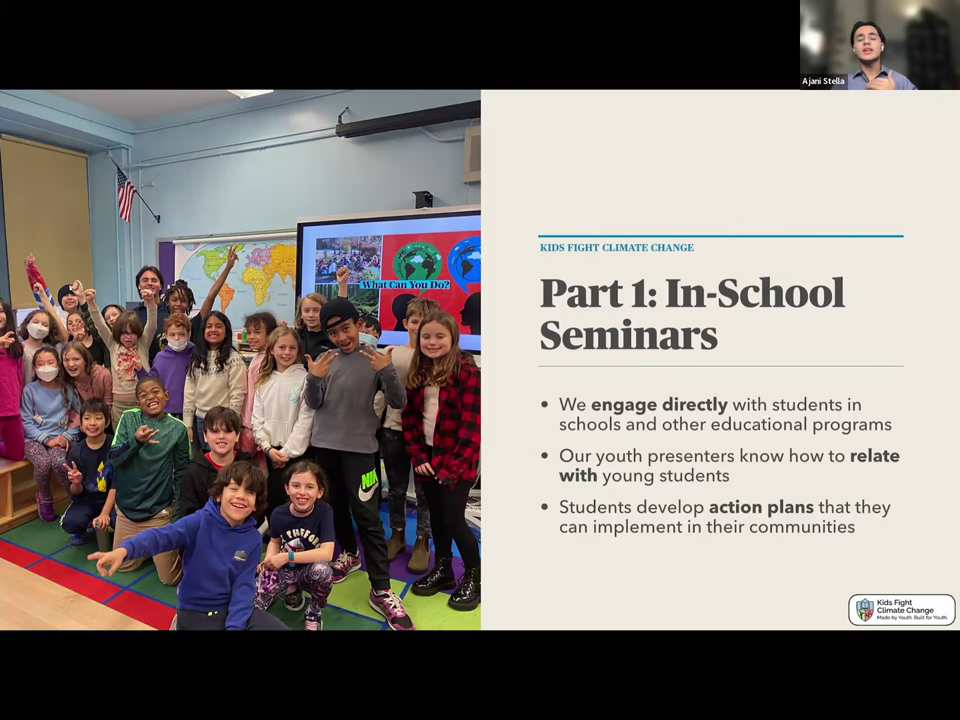 Ajani Stella
What Can You Do?
KIDS FIGHT CLIMATE CHANGE
Part 1: In-School
Seminars
• We engage directly with students in
schools and other educational programs
• Our youth presenters know how to relate
with young students
• Students develop action plans that they
can implement in their communities
Kids Fight
Climate Change
Made by Youth. Built for Youth.